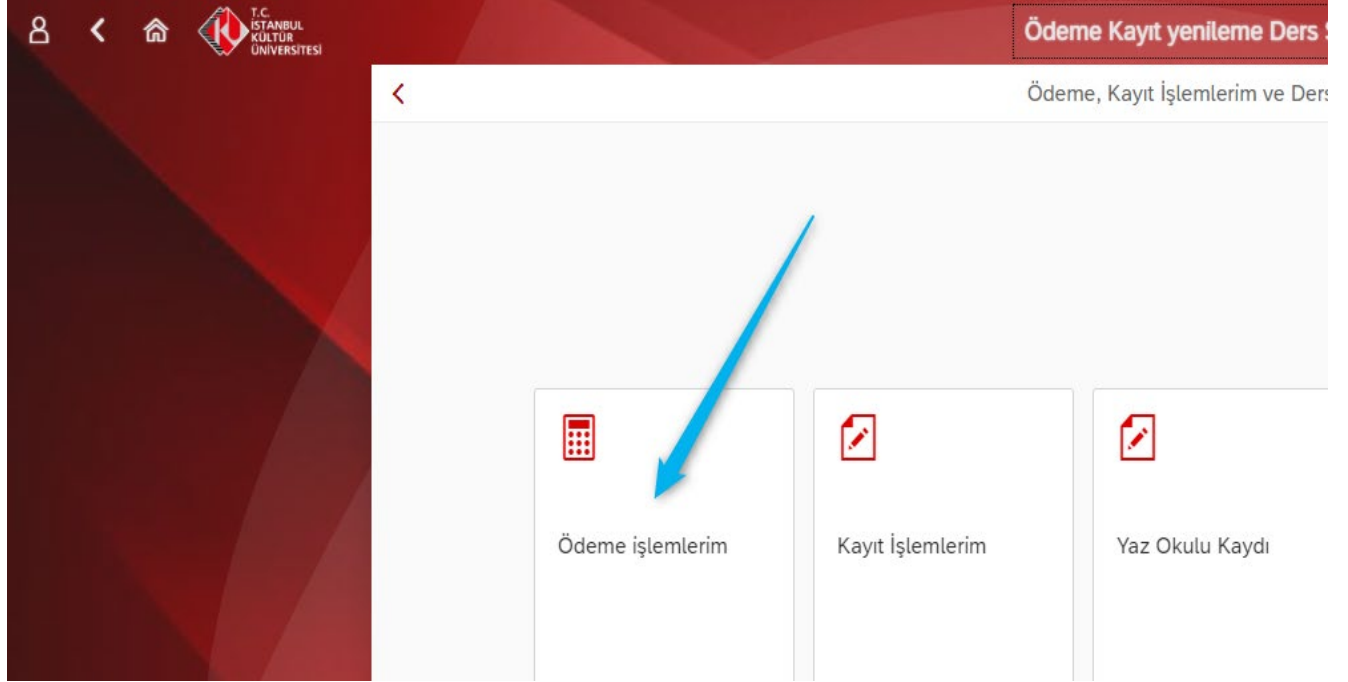 T.C.
İSTANBUL
KÜLTÜR
ÜNİVERSİTESİ
Ödeme Kayıt yenileme Ders
Ödeme, Kayıt İşlemlerim ve Ders
Ödeme işlemlerim
Kayıt İşlemlerim
Yaz Okulu Kaydı